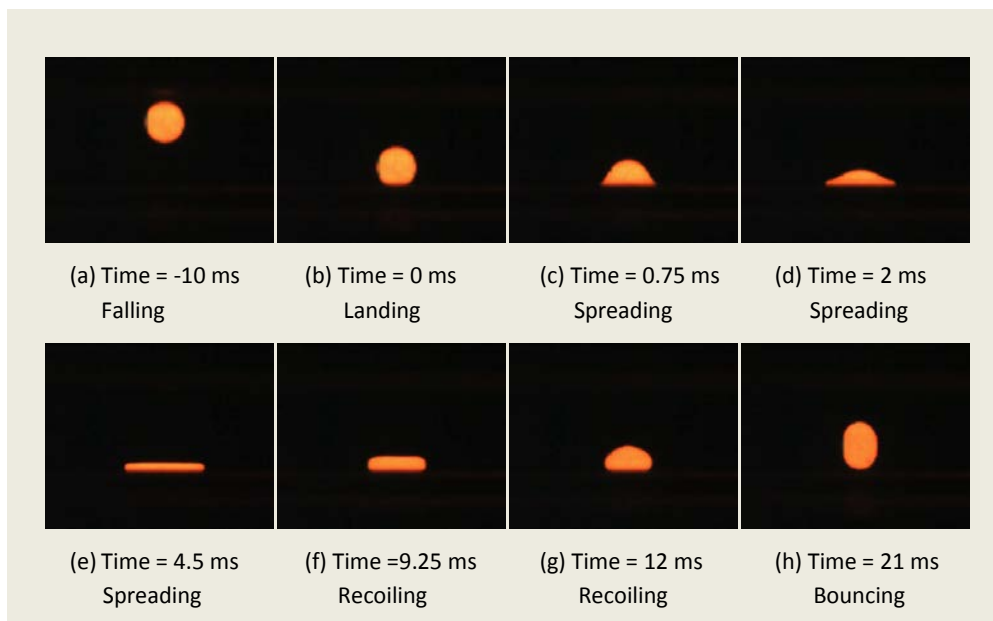 (a) Time = -10 ms
Falling
(b) Time = 0 ms
Landing
(c) Time = 0.75 ms
Spreading
(d) Time = 2 ms
Spreading
(e) Time = 4.5 ms
Spreading
(f) Time =9.25 ms
Recoiling
(g) Time = 12 ms
Recoiling
(h) Time = 21 ms
Bouncing